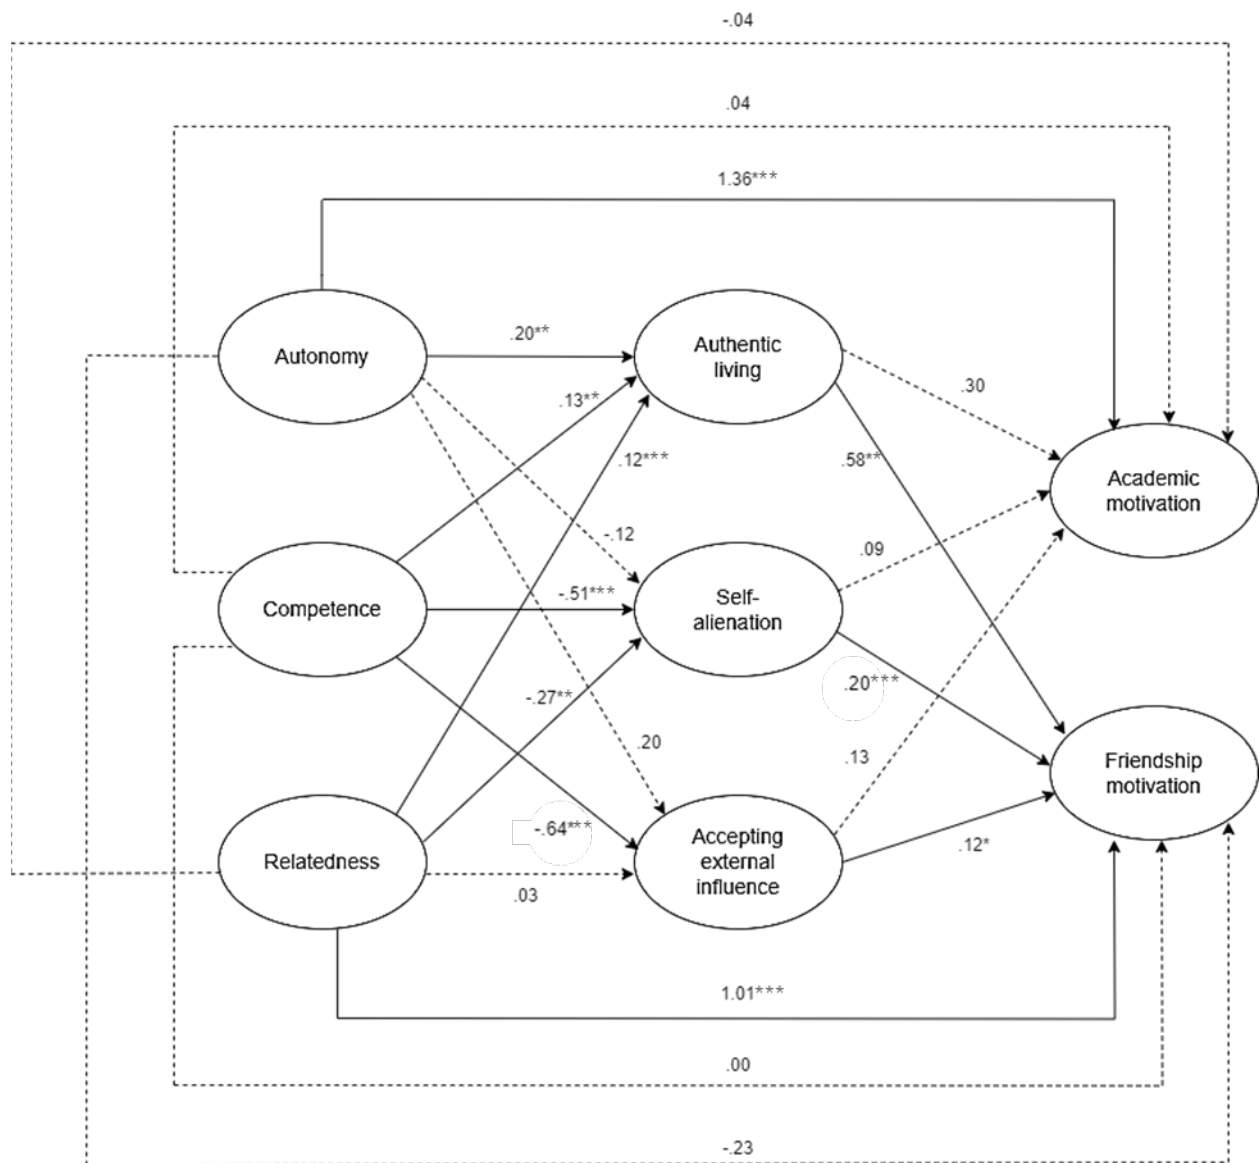 -.04
.04
1.36***
.20**
Autonomy
Authentic
living
.13**
.30
.12***
.58**
Academic
motivation
-.12
.09
Competence
-.51***
Self-
alienation
-.27**
.20***
.20
.13
Friendship
motivation
-.64***
Relatedness
Accepting
external
influence
.12*
.03
1.01***
.00
-.23